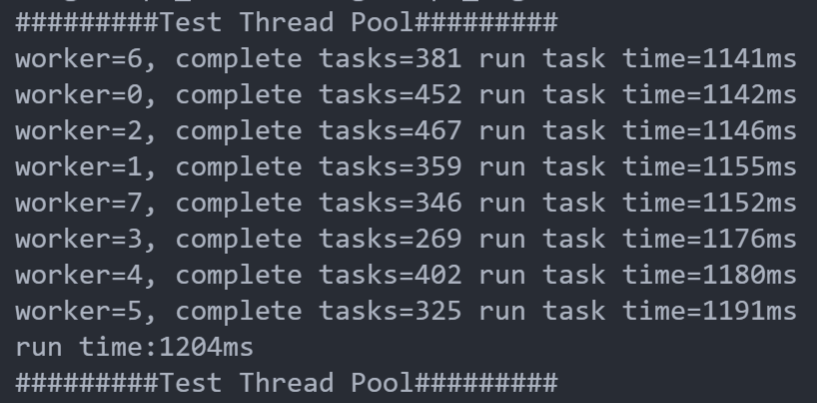 #########Test Thread Pool#########
worker=6, complete tasks=381 run task time=1141ms
worker=0, complete tasks=452 run task time=1142ms
worker=2, complete tasks=467 run task time=1146ms
worker=1, complete tasks=359 run task time=1155ms
worker=7, complete tasks=346 run task time=1152ms
worker=3, complete tasks=269 run task time=1176ms
worker=4, complete tasks=402 run task time=1180ms
worker=5, complete tasks=325 run task time=1191ms
run time:1204ms
#########Test Thread Pool#########